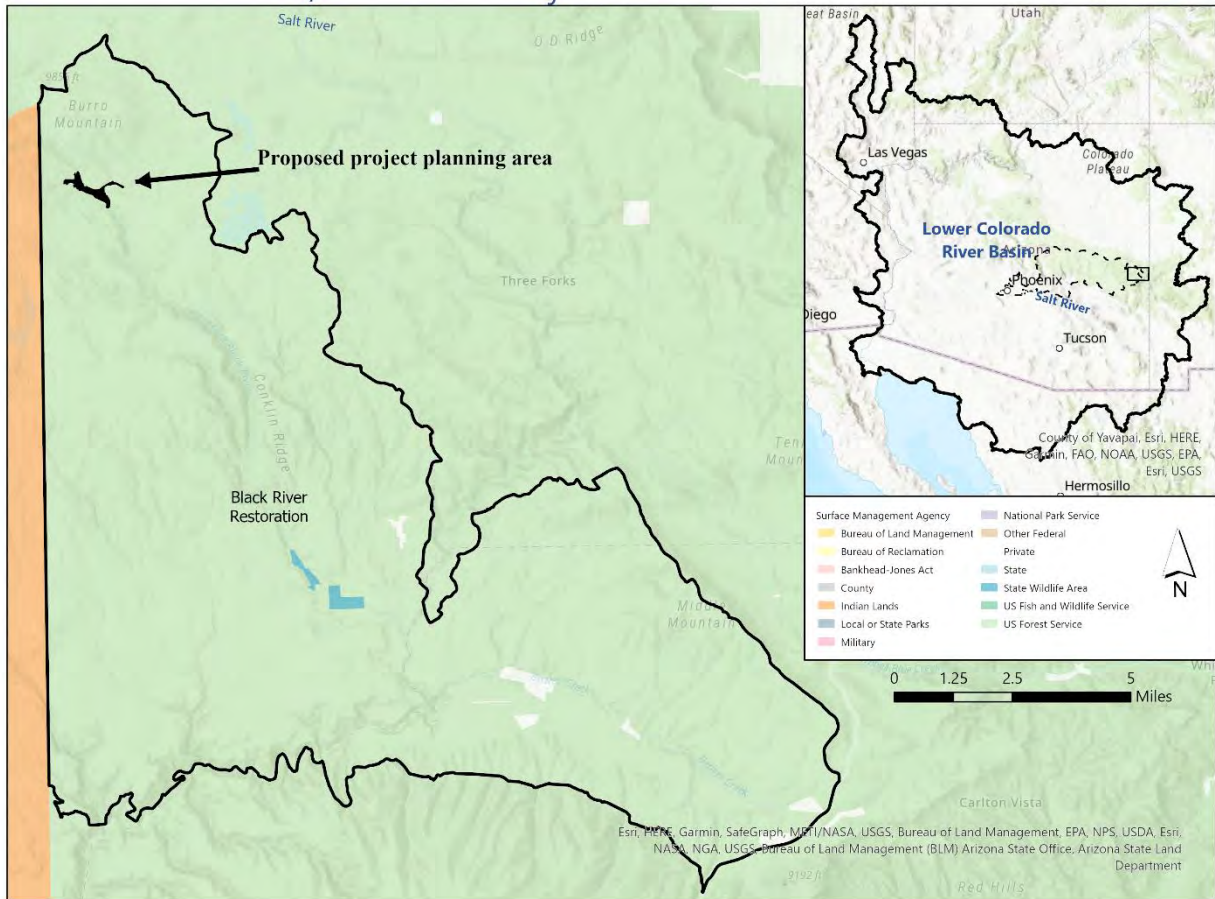 Salt River
O D Ridge
Burro
Mountain
Proposed project planning area
Three Forks
Conklin Ridge
Black River
Restoration
Carlton Vista
9192 ft
Red Hills
Esri, HERE, Garmin, SafeGraph, METI/NASA, USGS, Bureau of Land Management, EPA, NPS, USDA, Esri,
NASA, NGA, USGS, Bureau of Land Management (BLM) Arizona State Office, Arizona State Land
Department
eat Basin
Utah
Las Vegas
Colorado
Plateau
Lower Colorado
River Basin
Arizona
Phoenix
Salt River
Diego
Tucson
County of Yavapai, Esri, HERE,
Garmin, FAO, NOAA, USGS, EPA,
Esri, USGS
Hermosillo
Surface Management Agency
Bureau of Land Management
Bureau of Reclamation
Bankhead-Jones Act
County
Indian Lands
Local or State Parks
Military
National Park Service
Other Federal
Private
State
State Wildlife Area
US Fish and Wildlife Service
US Forest Service
N
0 1.25 2.5 5
Miles